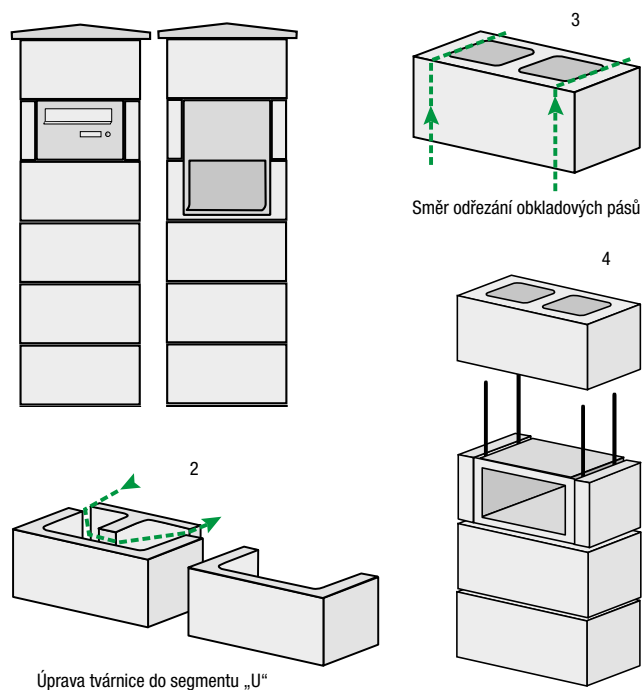 3
Směr odřezání obkladových pásů
4
2
Úprava tvárnice do segmentu „U“